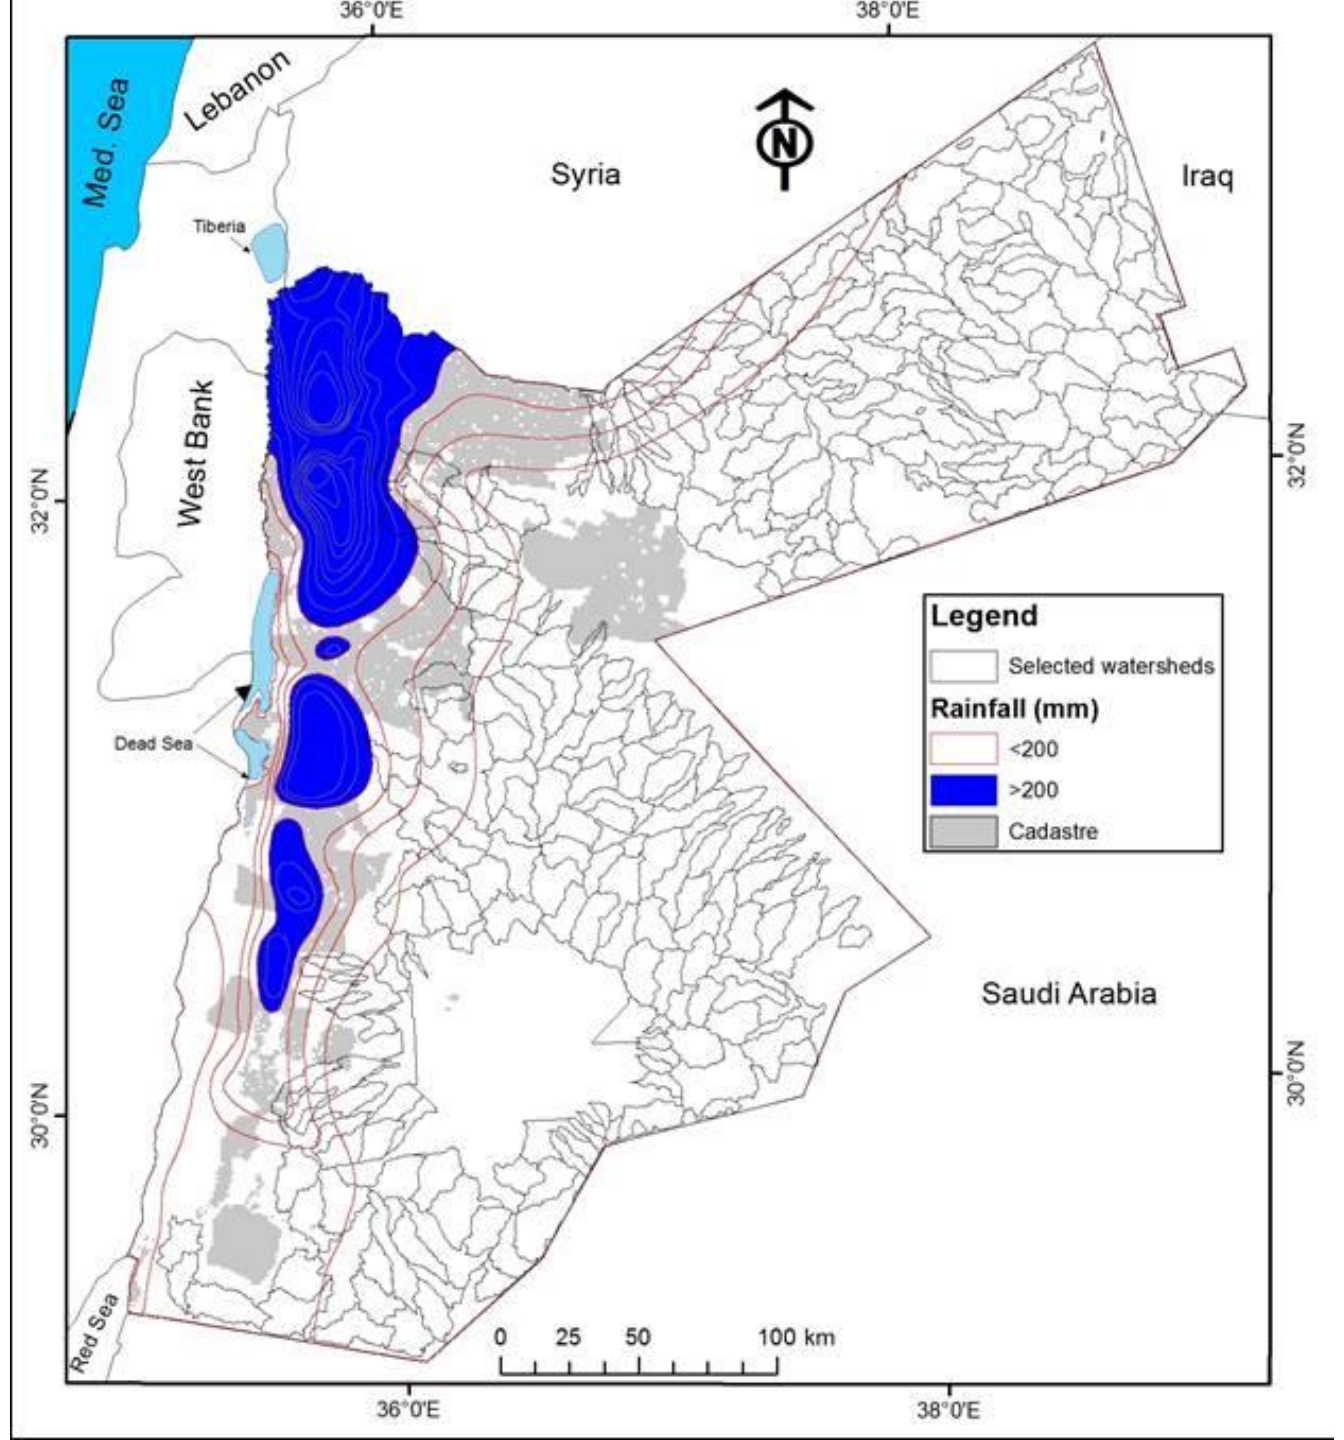 36°0'E
38°0'E
Med. Sea
Lebanon
Syria
Iraq
Tiberia
West Bank
32°0'N
32°0'N
Legend
Selected watersheds
Rainfall (mm)
<200
>200
Cadastre
Dead Sea
Saudi Arabia
30°0'N
30°0'N
Red Sea
0 25 50 100 km
36°0'E
38°0'E
N